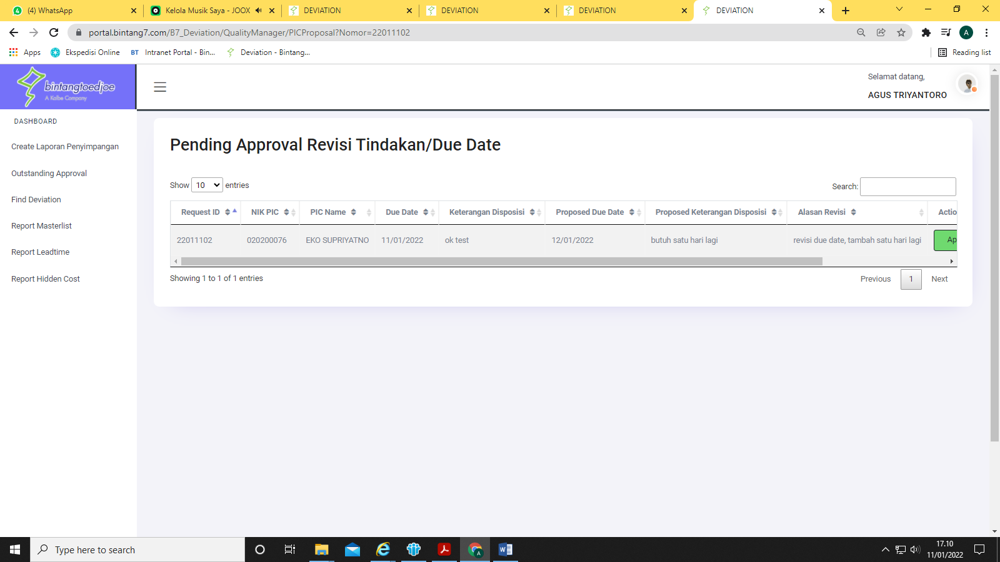 (4) WhatsApp
Kelola Musik Saya - JOOX
DEVIATION
DEVIATION
DEVIATION
DEVIATION
portal.bintang7.com/B7_Deviation/QualityManager/PICProposal?Nomor=22011102
A
Apps
Ekspedisi Online
BT Intranet Portal - Bin...
Deviation - Bintang...
Reading list
bintangtoedjoe
A Kalbe Company
Selamat datang,
AGUS TRIYANTORO
DASHBOARD
Create Laporan Penyimpangan
Outstanding Approval
Find Deviation
Report Masterlist
Report Leadtime
Report Hidden Cost
Pending Approval Revisi Tindakan/Due Date
Show 10 entries
Search:
Request ID NIK PIC PIC Name Due Date Keterangan Disposisi Proposed Due Date Proposed Keterangan Disposisi Alasan Revisi Actio
22011102 020200076 EKO SUPRIYATNO 11/01/2022 ok test 12/01/2022 butuh satu hari lagi revisi due date, tambah satu hari lagi Ap
Showing 1 to 1 of 1 entries
Previous 1 Next
Type here to search
17.10
11/01/2022